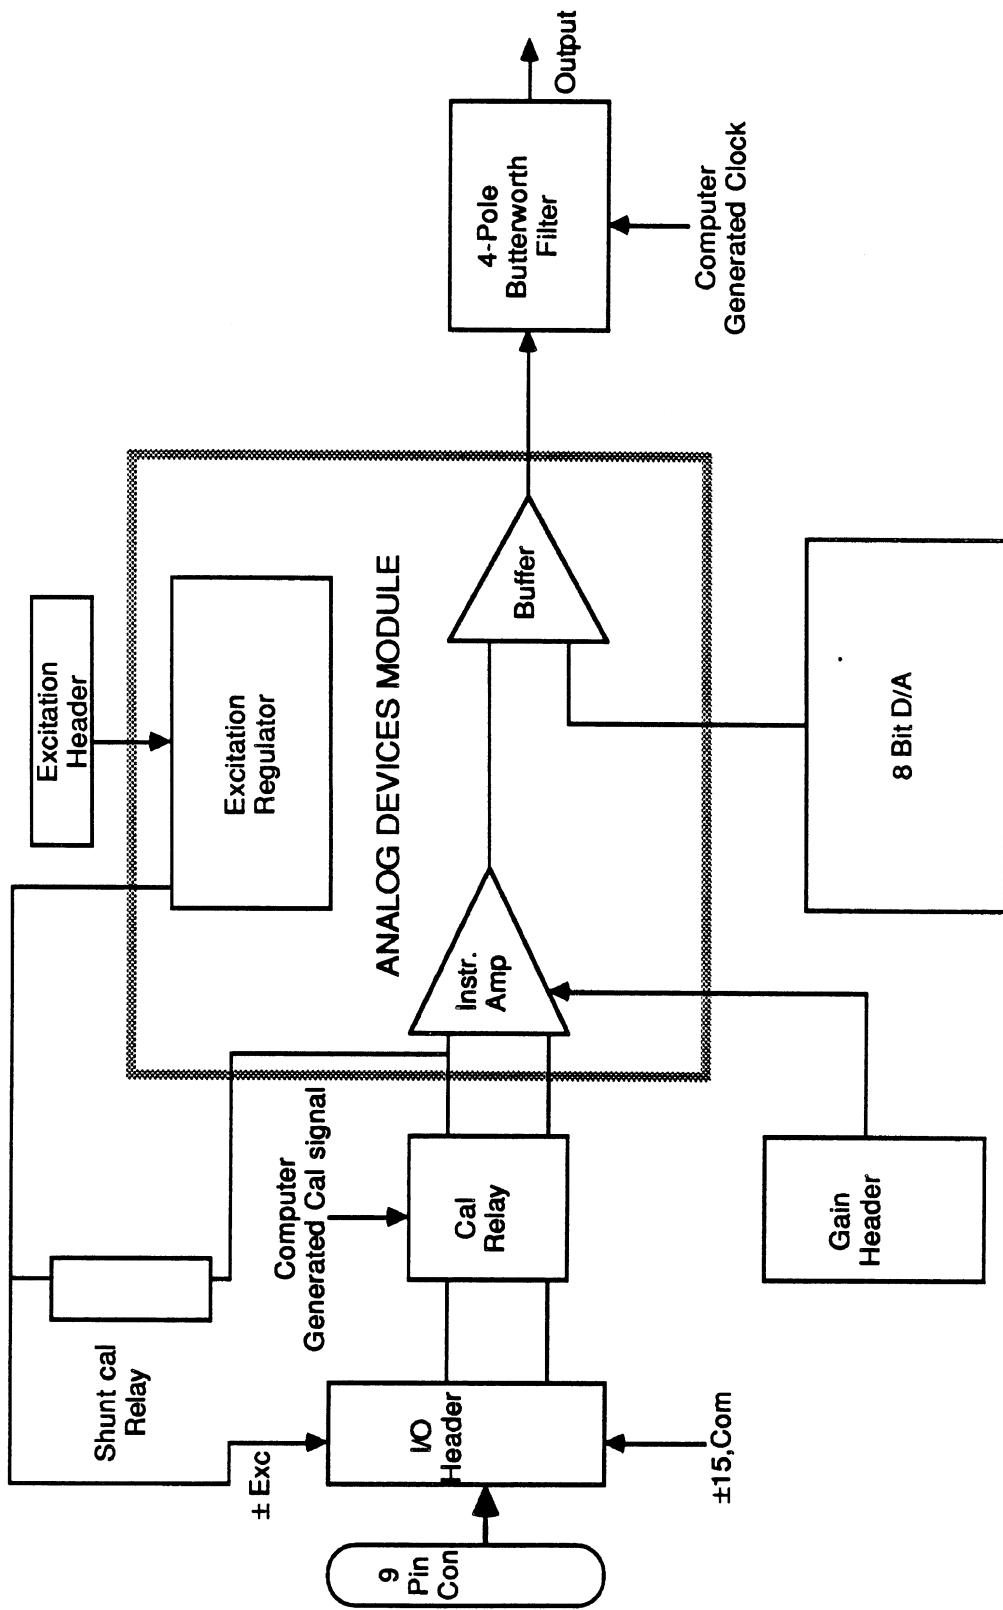 Excitation
Header
Shunt cal
Relay
Excitation
Regulator
± Exc
Computer
Generated Cal signal
ANALOG DEVICES MODULE
9
Pin
Con
I/O
Header
Cal
Relay
Instr.
Amp
Buffer
4-Pole
Butterworth
Filter
Output
±15,Com
Computer
Generated Clock
Gain
Header
8 Bit D/A